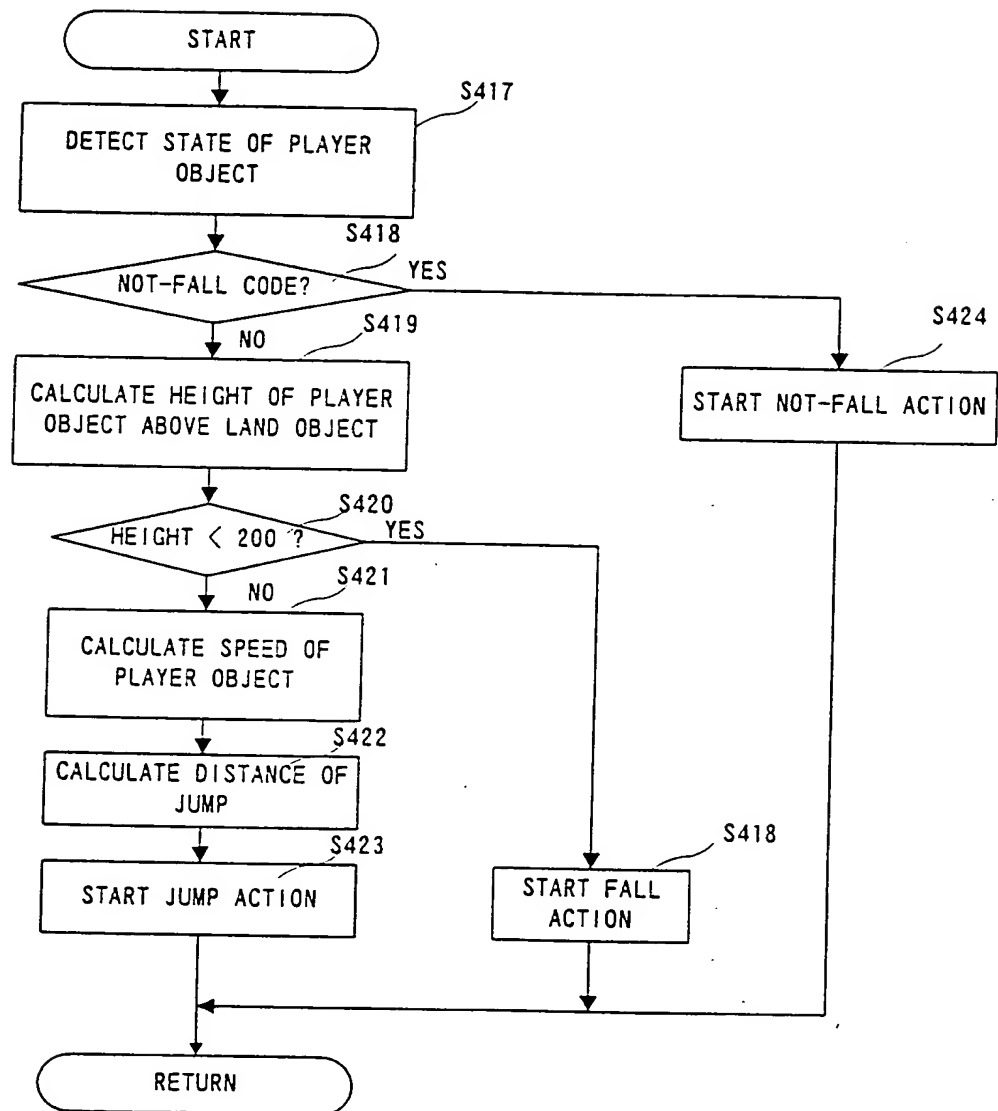 START
S417
DETECT STATE OF PLAYER
OBJECT
S418
NOT-FALL CODE?
YES
NO
S419
CALCULATE HEIGHT OF PLAYER
OBJECT ABOVE LAND OBJECT
S424
START NOT-FALL ACTION
S420
HEIGHT < 200 ?
YES
NO
S421
CALCULATE SPEED OF
PLAYER OBJECT
S422
CALCULATE DISTANCE OF
JUMP
S423
START JUMP ACTION
S418
START FALL
ACTION
RETURN